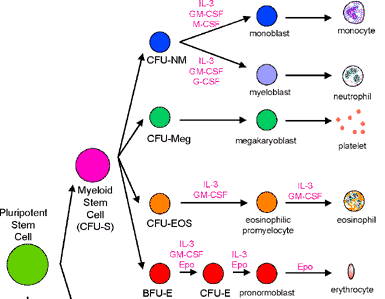 IL-3
GM-CSF
M-CSF
monoblast
monocyte
CFU-NM
IL-3
GM-CSF
G-CSF
myeloblast
neutrophil
CFU-Meg
megakaryoblast
platelet
Myeloid
Stem
Cell
(CFU-S)
IL-3
GM-CSF
IL-3
GM-CSF
CFU-EOS
eosinophilic
promyelocyte
eosinophil
Pluripotent
Stem
Cell
IL-3
GM-CSF
Epo
IL-3
Epo
Epo
BFU-E
CFU-E
pronormoblast
erythrocyte